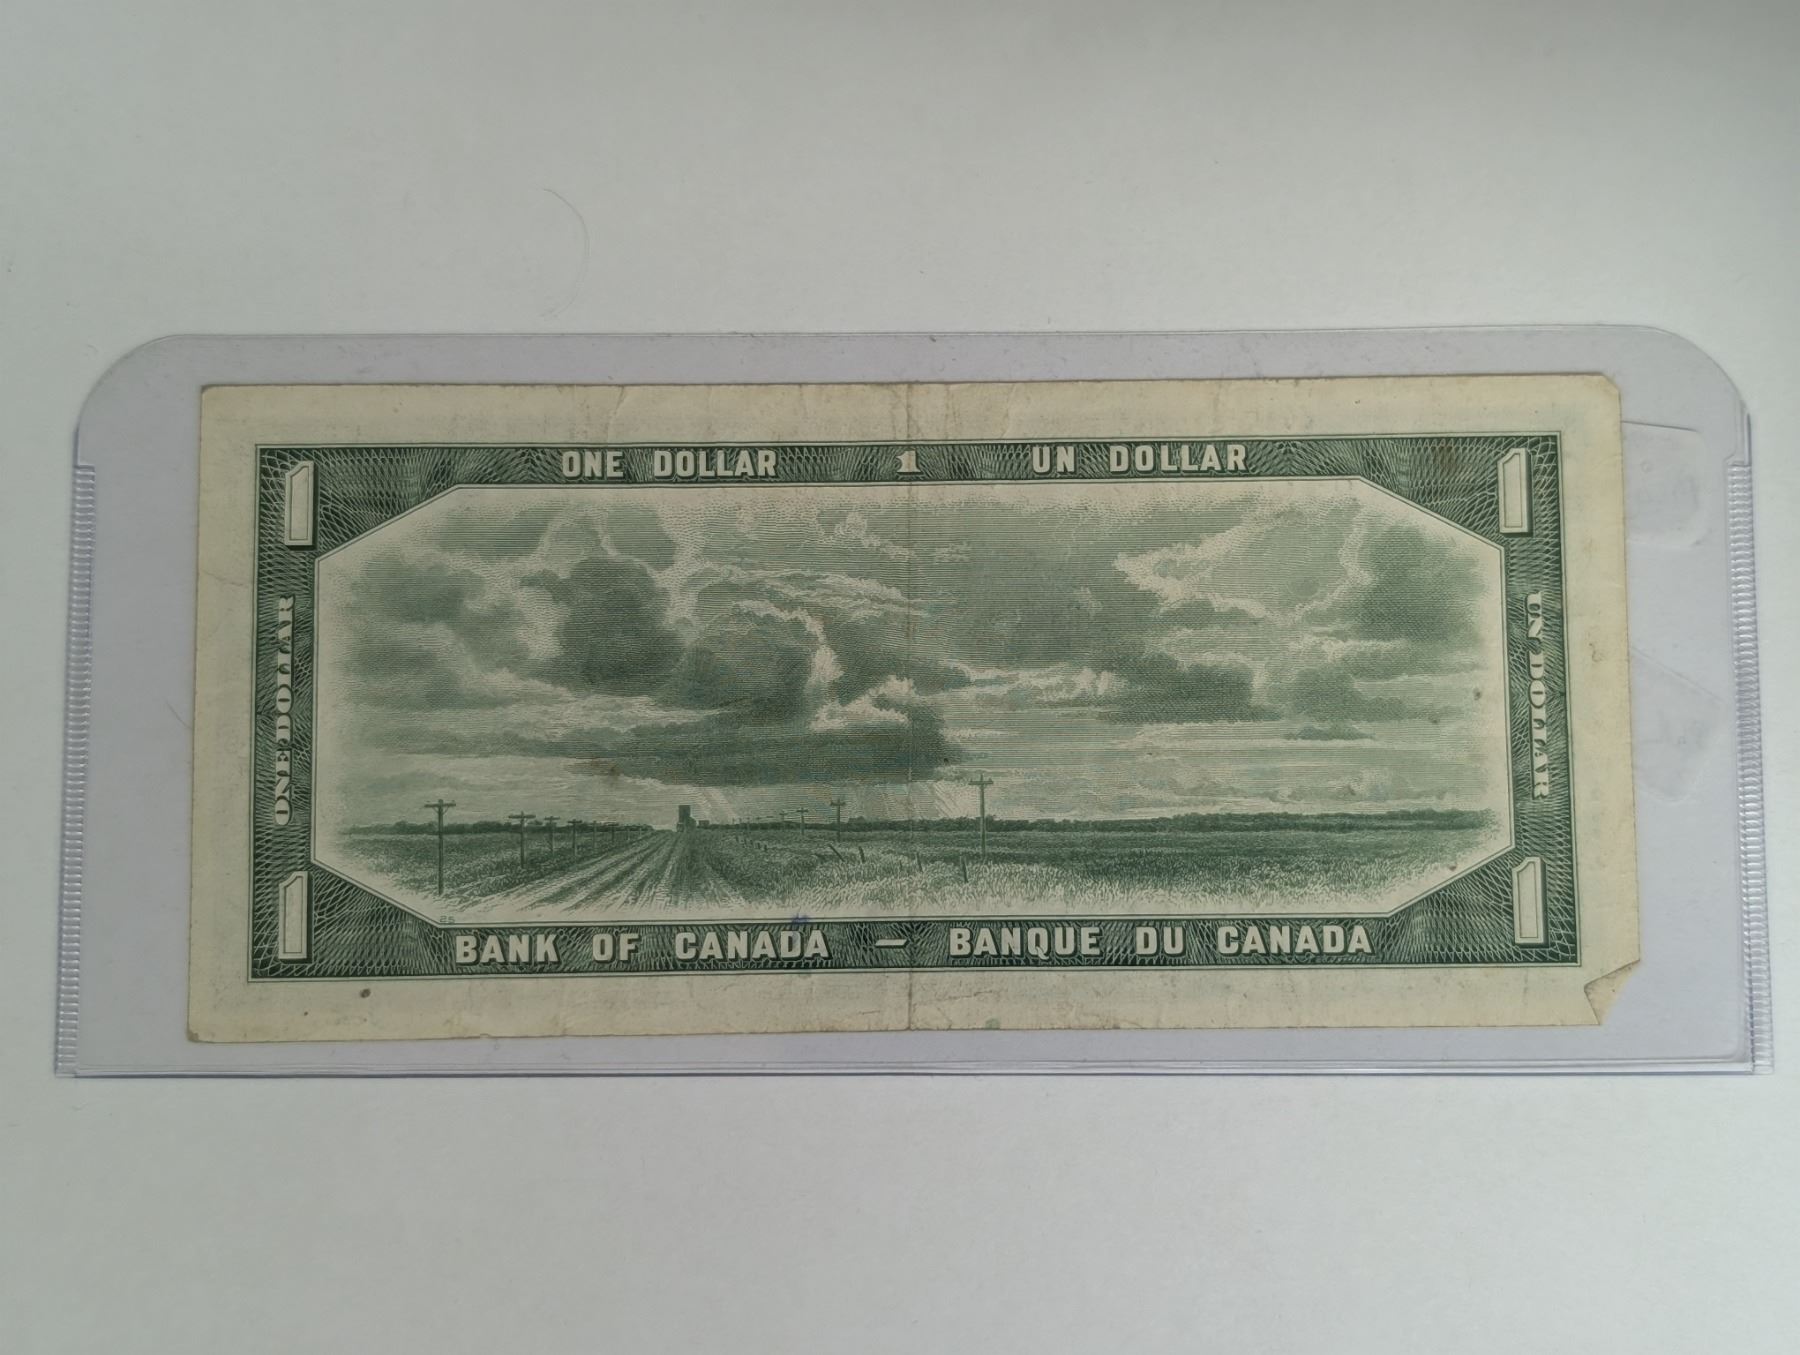 ONE DOLLAR 1 UN DOLLAR
1
1
ONE DOLLAR
UN DOLLAR
1
1
25
BANK OF CANADA — BANQUE DU CANADA